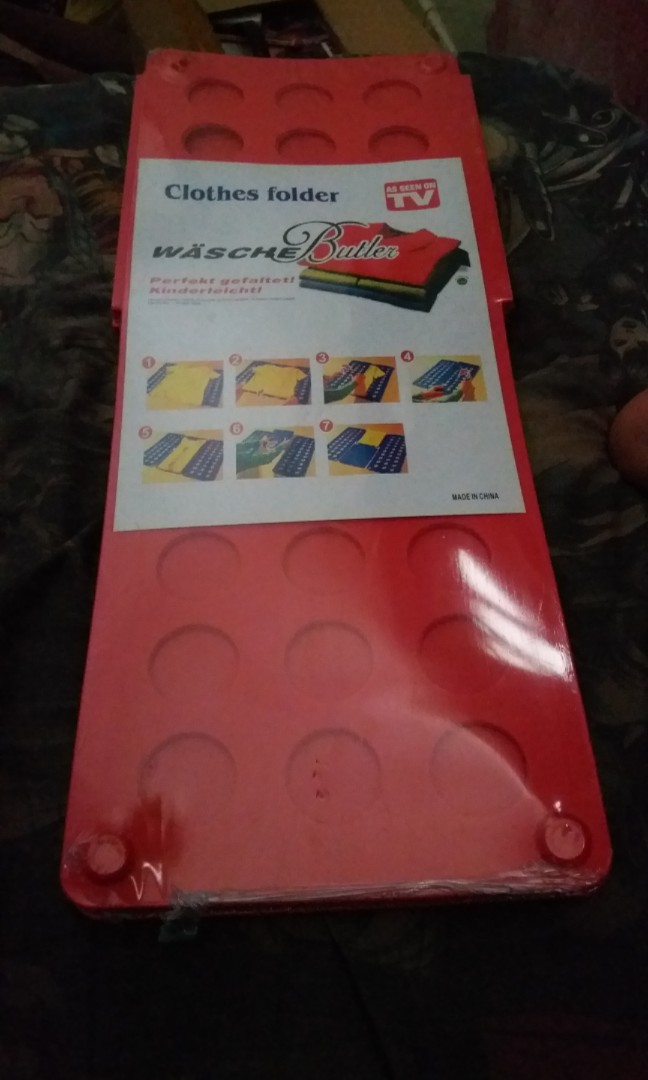 Clothes folder
AS SEEN ON
TV
WÄSCHE Butler
Perfekt gefaltet!
Kinderleicht!
1
2
3
4
5
6
7
MADE IN CHINA